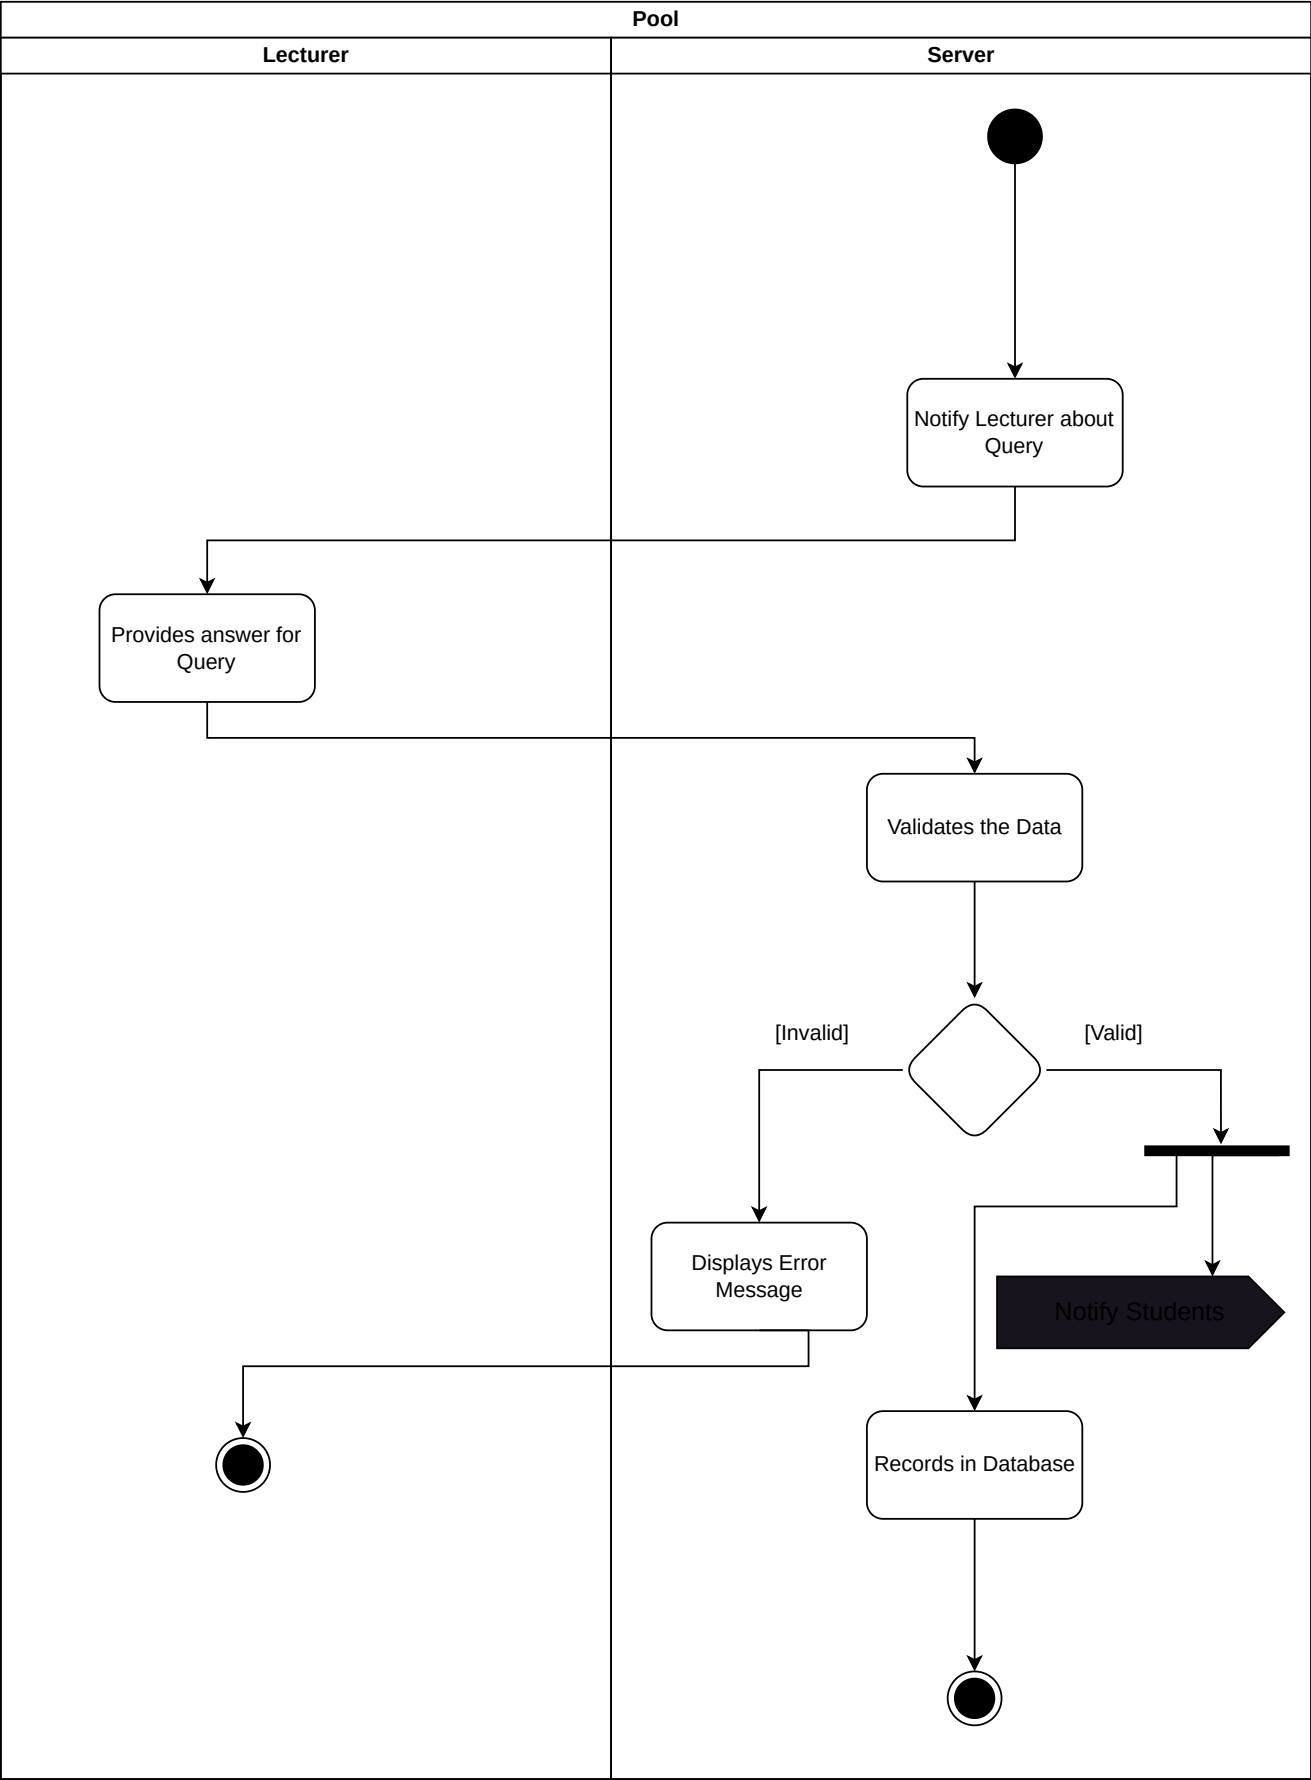 Pool
Lecturer
Server
Notify Lecturer about
Query
Provides answer for
Query
Validates the Data
[Invalid]
[Valid]
Displays Error
Message
Notify Students
Records in Database